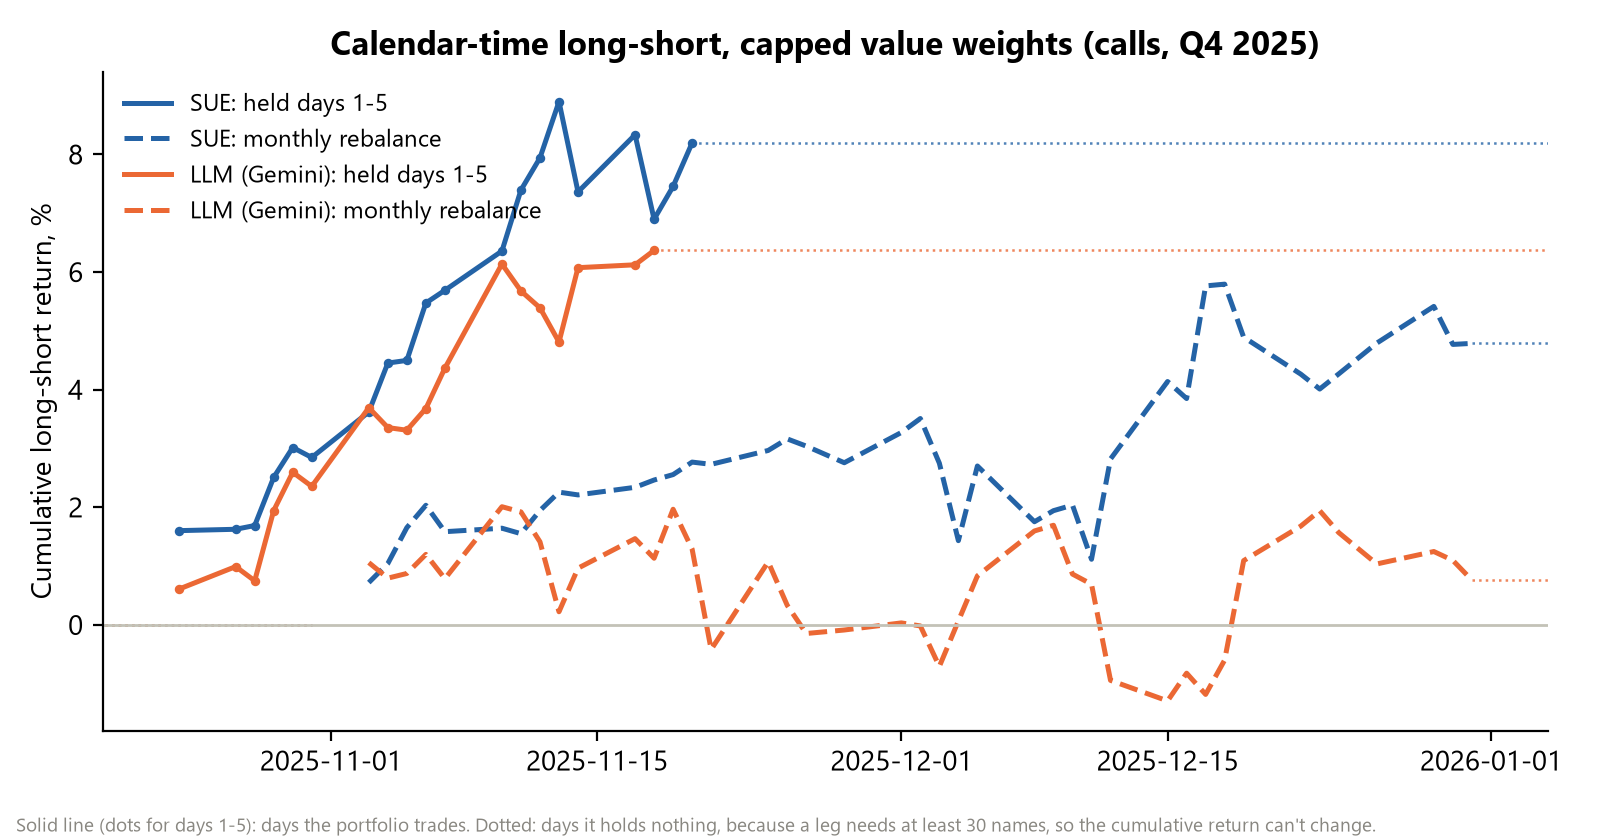 Calendar-time long-short, capped value weights (calls, Q4 2025)
SUE: held days 1-5
SUE: monthly rebalance
LLM (Gemini): held days 1-5
LLM (Gemini): monthly rebalance
Cumulative long-short return, %
8
6
4
2
0
2025-11-01
2025-11-15
2025-12-01
2025-12-15
2026-01-01
Solid line (dots for days 1-5): days the portfolio trades. Dotted: days it holds nothing, because a leg needs at least 30 names, so the cumulative return can't change.